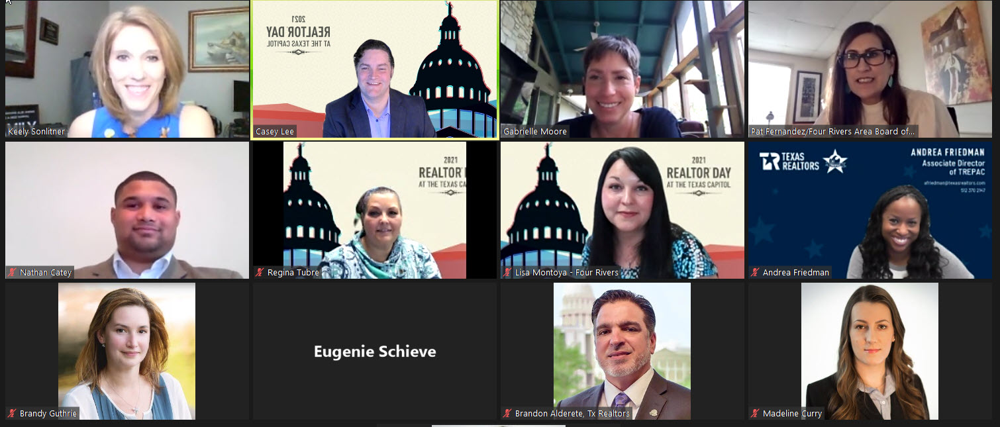 FAMILY
Keely Sonlitner
2021
REALTOR DAY
AT THE TEXAS CAPITOL
Casey Lee
Gabrielle Moore
Pat Fernandez/Four Rivers Area Board of...
Nathan Catey
2021
REALTOR
AT THE TEXAS CA
Regina Tubre
2021
REALTOR DAY
AT THE TEXAS CAPITOL
Lisa Montoya - Four Rivers
TEXAS
REALTORS
ANDREA FRIEDMAN
Associate Director
of TREPAC
afriedman@texasrealtors.com
512 370 2147
Andrea Friedman
Brandy Guthrie
Eugenie Schieve
Brandon Alderete, Tx Realtors
Madeline Curry